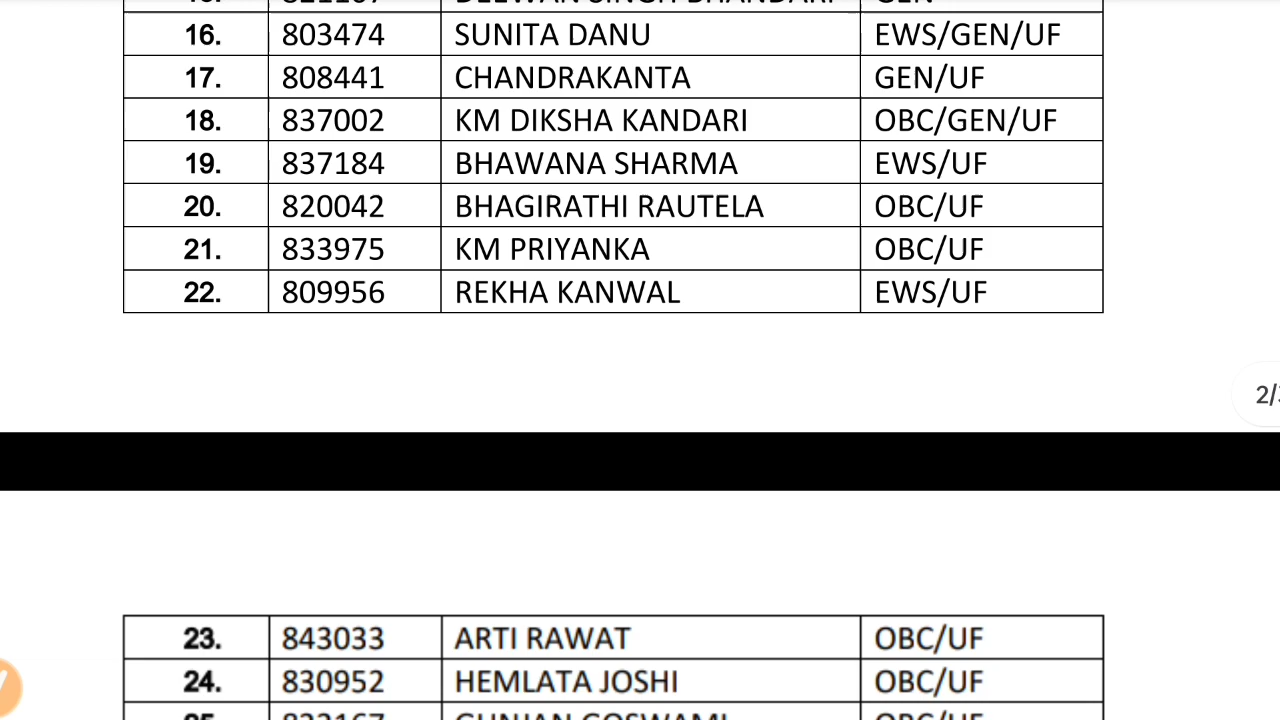 16. 803474 SUNITA DANU EWS/GEN/UF
17. 808441 CHANDRAKANTA GEN/UF
18. 837002 KM DIKSHA KANDARI OBC/GEN/UF
19. 837184 BHAWANA SHARMA EWS/UF
20. 820042 BHAGIRATHI RAUTELA OBC/UF
21. 833975 KM PRIYANKA OBC/UF
22. 809956 REKHA KANWAL EWS/UF
2/
23. 843033 ARTI RAWAT OBC/UF
24. 830952 HEMLATA JOSHI OBC/UF